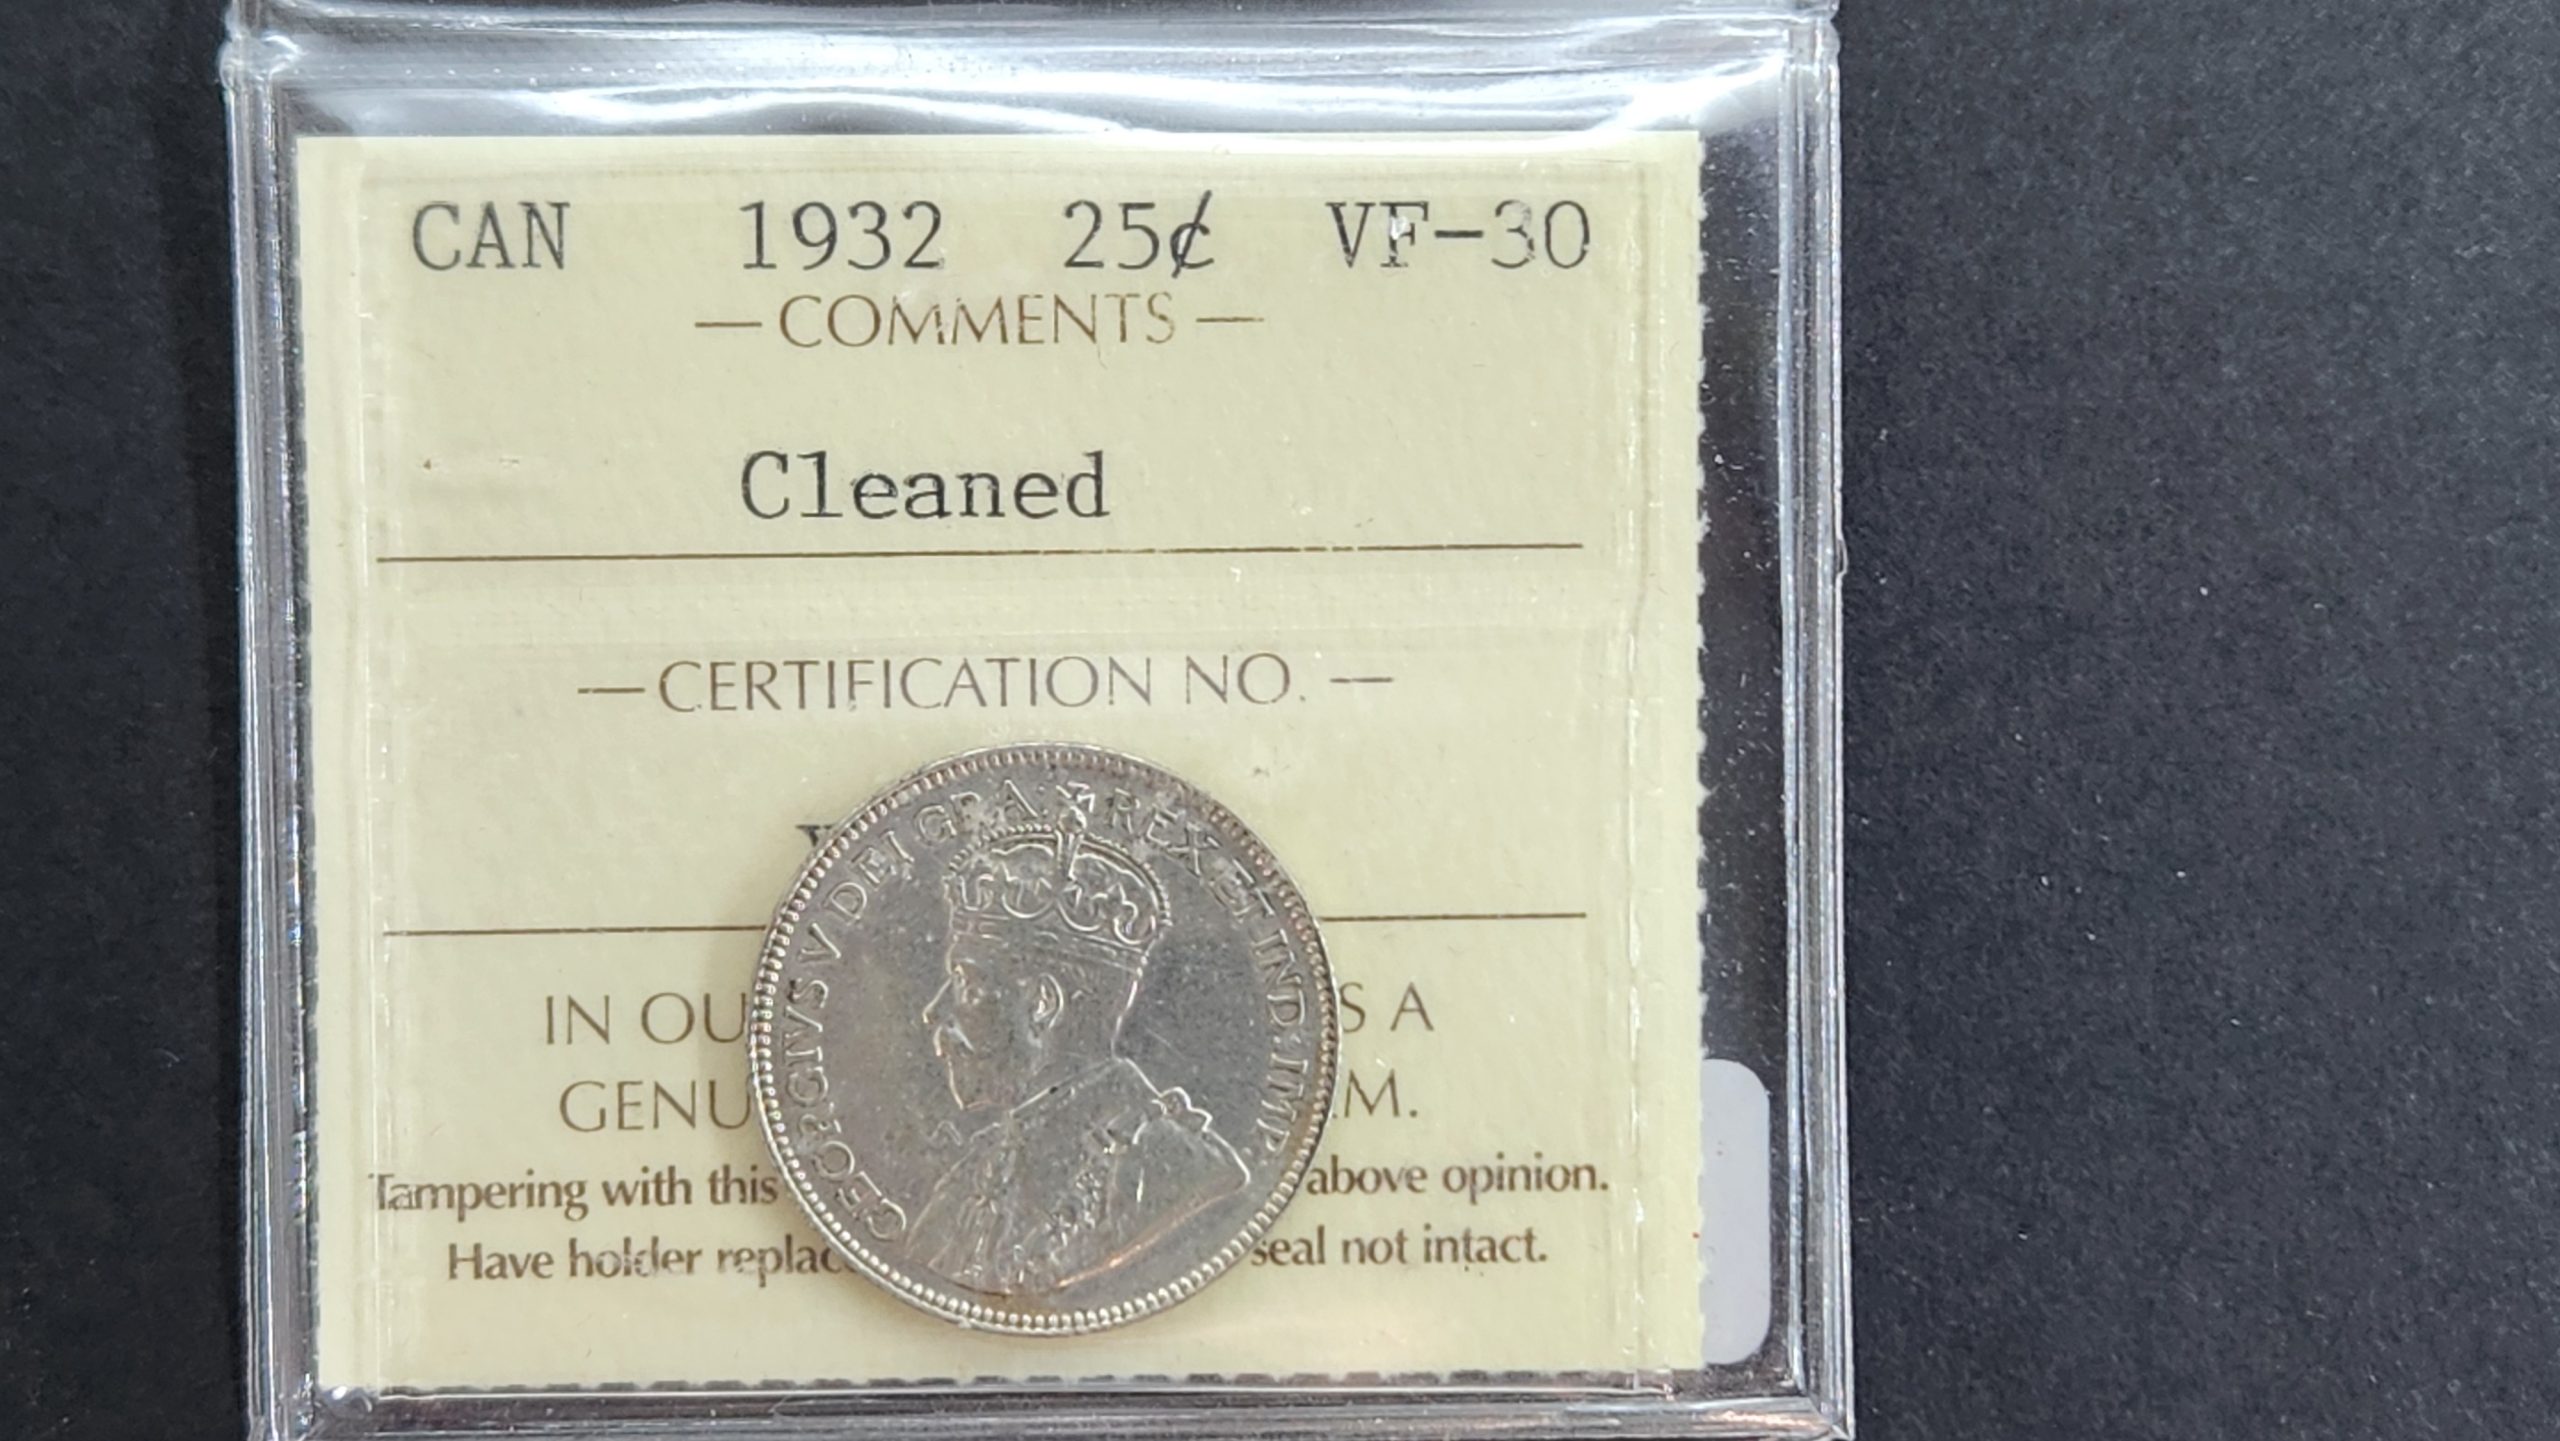 CAN 1932 25¢ VF-30
— COMMENTS —
Cleaned
— CERTIFICATION NO. —
GEORGIVS V DEI GRA: REX ET IND: IMP:
IN OU S A
GENU M.
Tampering with this above opinion.
Have holder replac seal not intact.